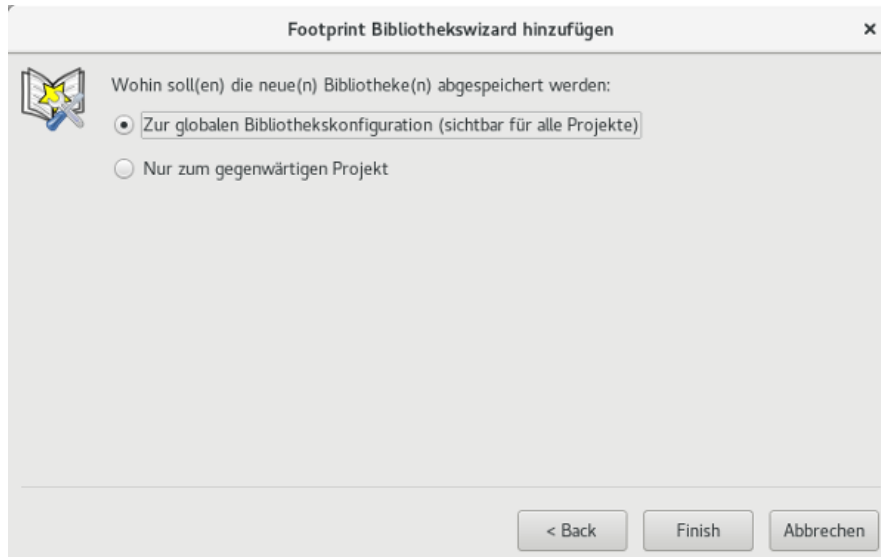 Footprint Bibliothekswizard hinzufügen
Wohin soll(en) die neue(n) Bibliotheke(n) abgespeichert werden:
Zur globalen Bibliothekskonfiguration (sichtbar für alle Projekte)
Nur zum gegenwärtigen Projekt
< Back Finish Abbrechen